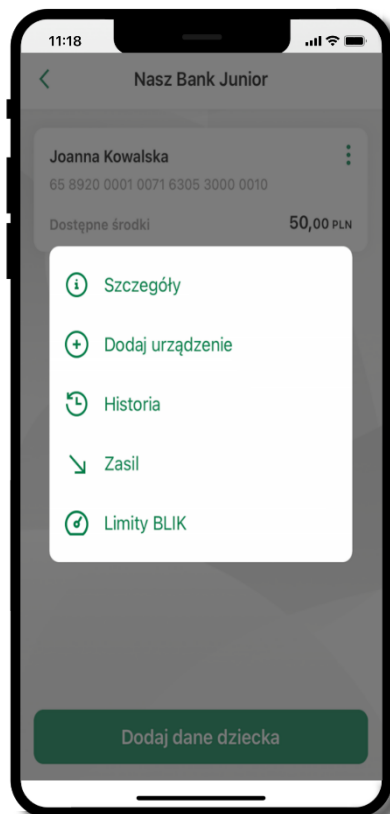 11:18
Nasz Bank Junior
Joanna Kowalska
65 8920 0001 0071 6305 3000 0010
Dostępne środki 50,00 PLN
Szczegóły
Dodaj urządzenie
Historia
Zasil
Limity BLIK
Dodaj dane dziecka